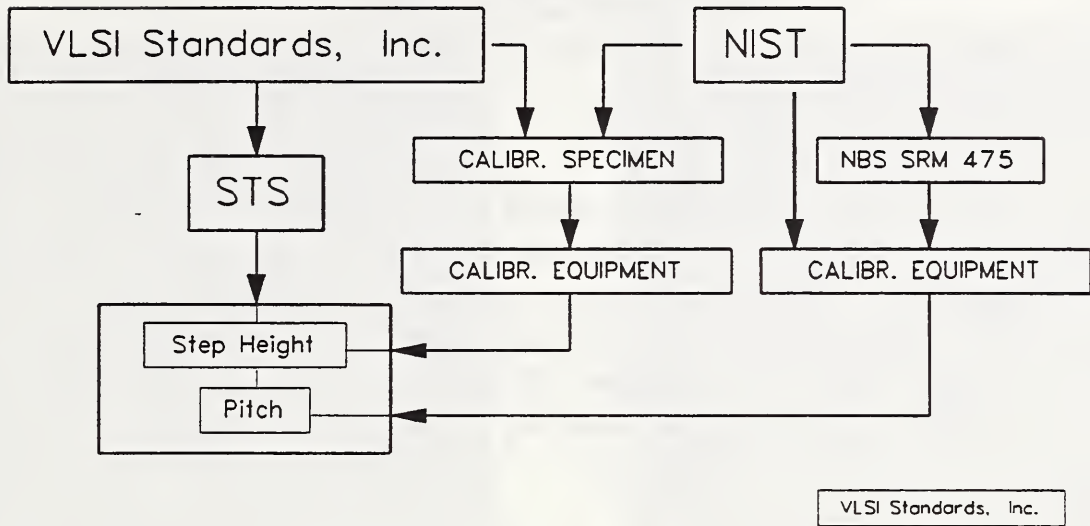 VLSI Standards, Inc.
NIST
CALIBR. SPECIMEN
NBS SRM 475
STS
CALIBR. EQUIPMENT
CALIBR. EQUIPMENT
Step Height
Pitch
VLSI Standards, Inc.